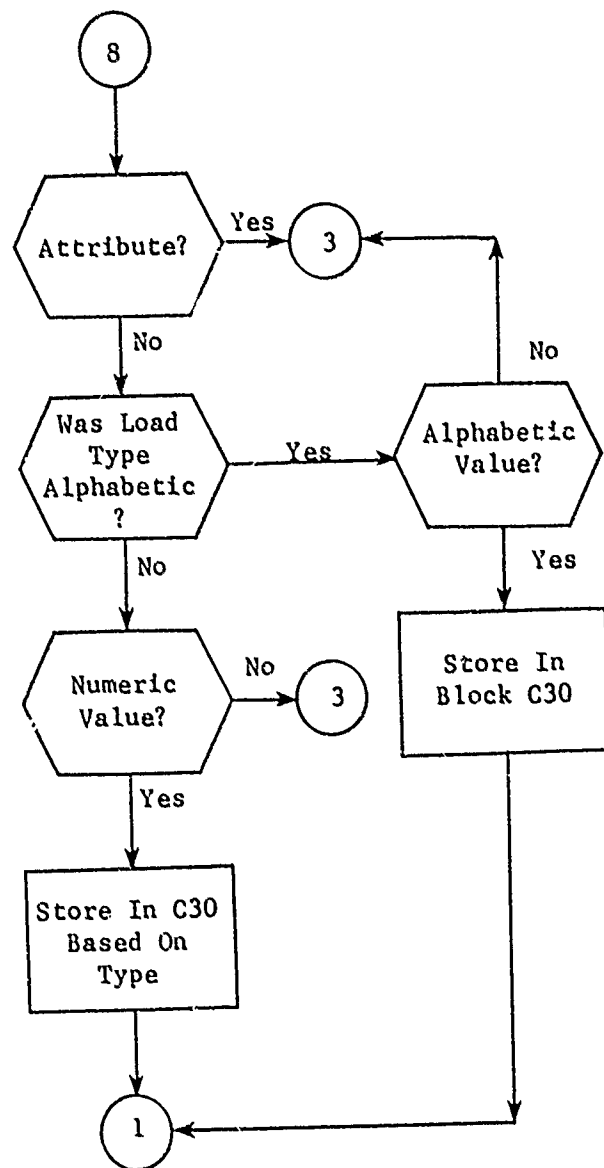 8
Attribute?
Yes
3
No
No
Was Load
Type
Alphabetic
?
Yes
Alphabetic
Value?
No
Yes
Numeric
Value?
No
3
Store In
Block C30
Yes
Store In C30
Based On
Type
1